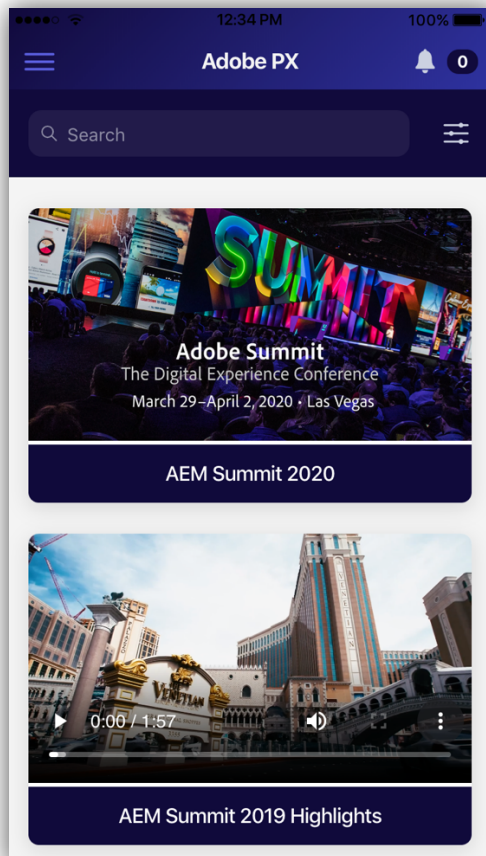 12:34 PM
100%
Adobe PX
0
Search
SUMMIT
Adobe Summit
The Digital Experience Conference
March 29–April 2, 2020 • Las Vegas
AEM Summit 2020
VENETIAN
VENETIAN
0:00 / 1:57
AEM Summit 2019 Highlights